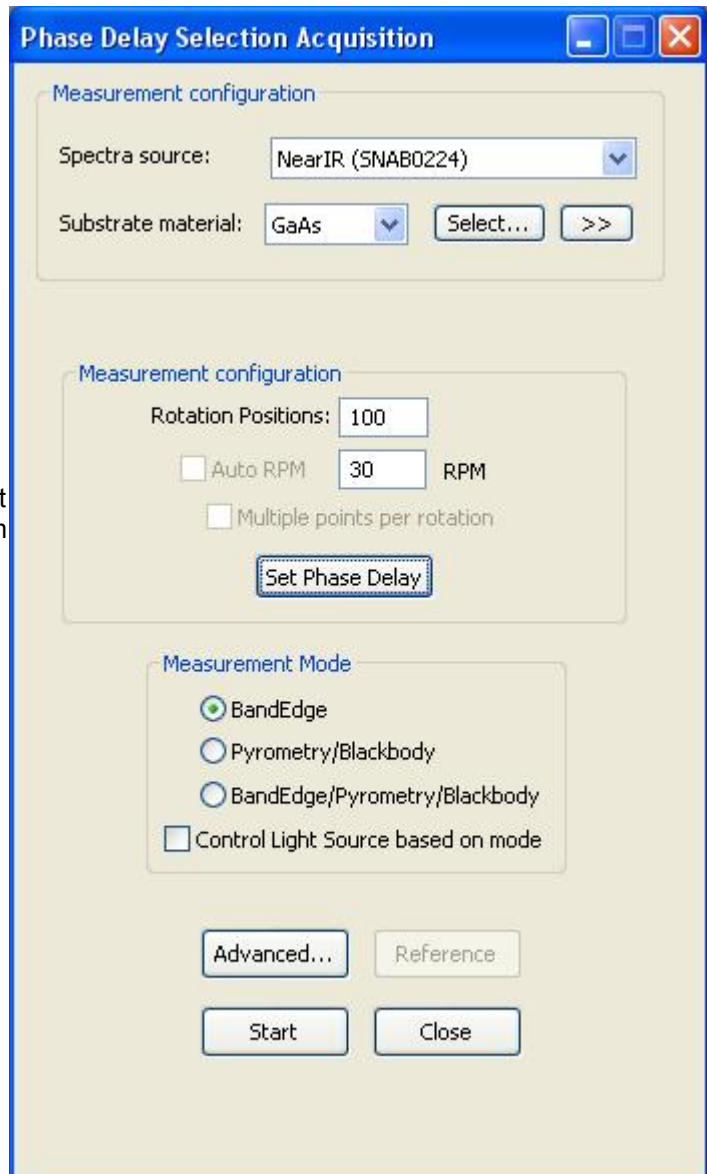 Phase Delay Selection Acquisition
Measurement configuration
Spectra source: NearIR (SNAB0224)
Substrate material: GaAs Select... >>
Measurement configuration
Rotation Positions: 100
Auto RPM 30 RPM
Multiple points per rotation
Set Phase Delay
Measurement Mode
BandEdge
Pyrometry/Blackbody
BandEdge/Pyrometry/Blackbody
Control Light Source based on mode
Advanced... Reference
Start Close